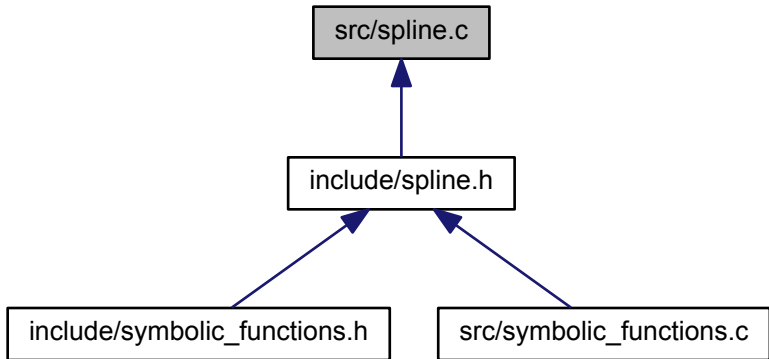 src/spline.c
include/spline.h
include/symbolic_functions.h
src/symbolic_functions.c